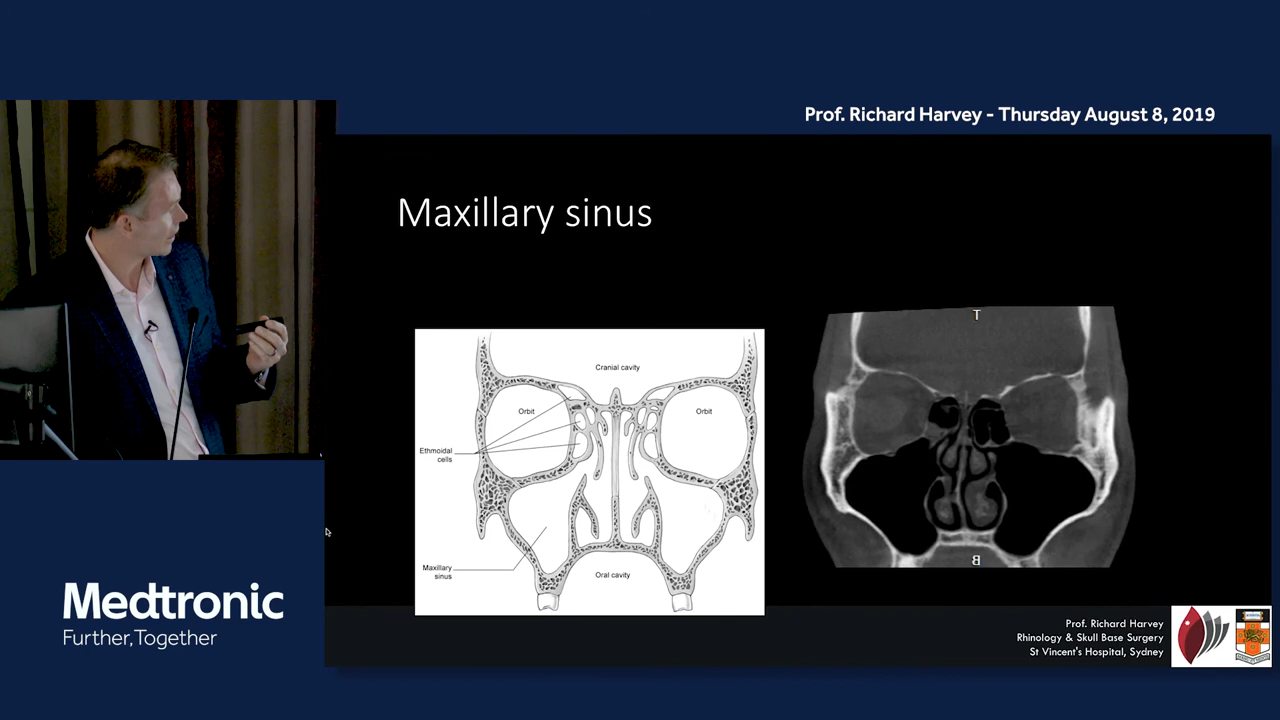 Prof. Richard Harvey - Thursday August 8, 2019
Maxillary sinus
T
Cranial cavity
Orbit
Orbit
Ethmoidal
cells
Maxillary
sinus
Oral cavity
B
Medtronic
Further,Together
Prof. Richard Harvey
Rhinology & Skull Base Surgery
St Vincent's Hospital, Sydney